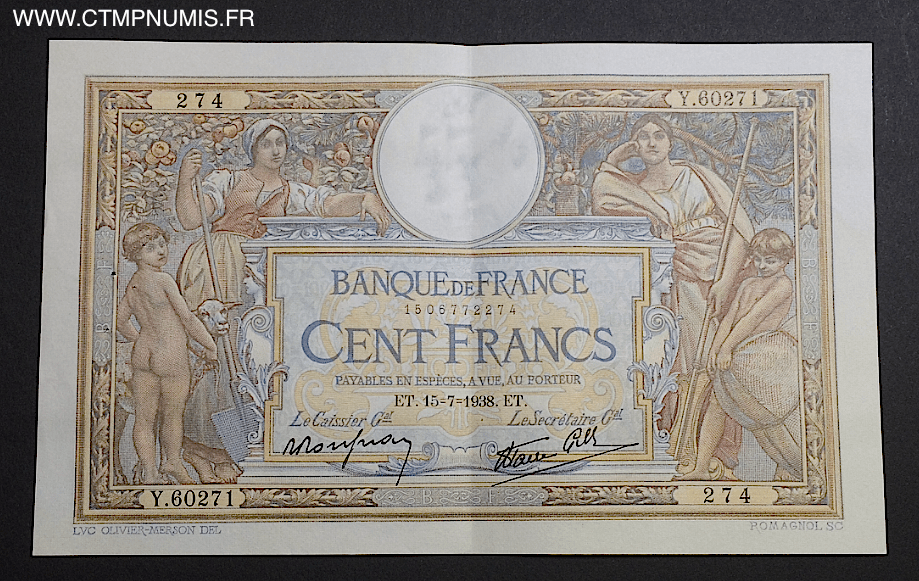 WWW.CTMPNUMIS.FR
274 Y.60271
BANQUE DE FRANCE
1506772274
CENT FRANCS
PAYABLES EN ESPÈCES, A VUE, AU PORTEUR
ET. 15-7-1938. ET.
Le Caissier Gal Le Secrétaire Gal
Y.60271 B F 274
LVC OLIVIER-MERSON DEL ROMAGNOL SC